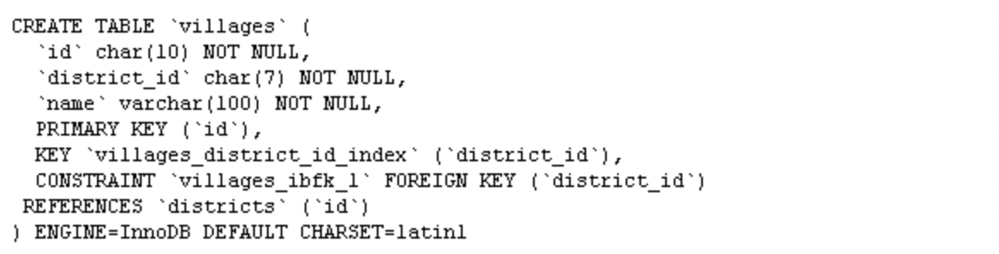 CREATE TABLE `villages` (
`id` char(10) NOT NULL,
`district_id` char(7) NOT NULL,
`name` varchar(100) NOT NULL,
PRIMARY KEY (`id`),
KEY `villages_district_id_index` (`district_id`),
CONSTRAINT `villages_ibfk_1` FOREIGN KEY (`district_id`)
REFERENCES `districts` (`id`)
) ENGINE=InnoDB DEFAULT CHARSET=latin1